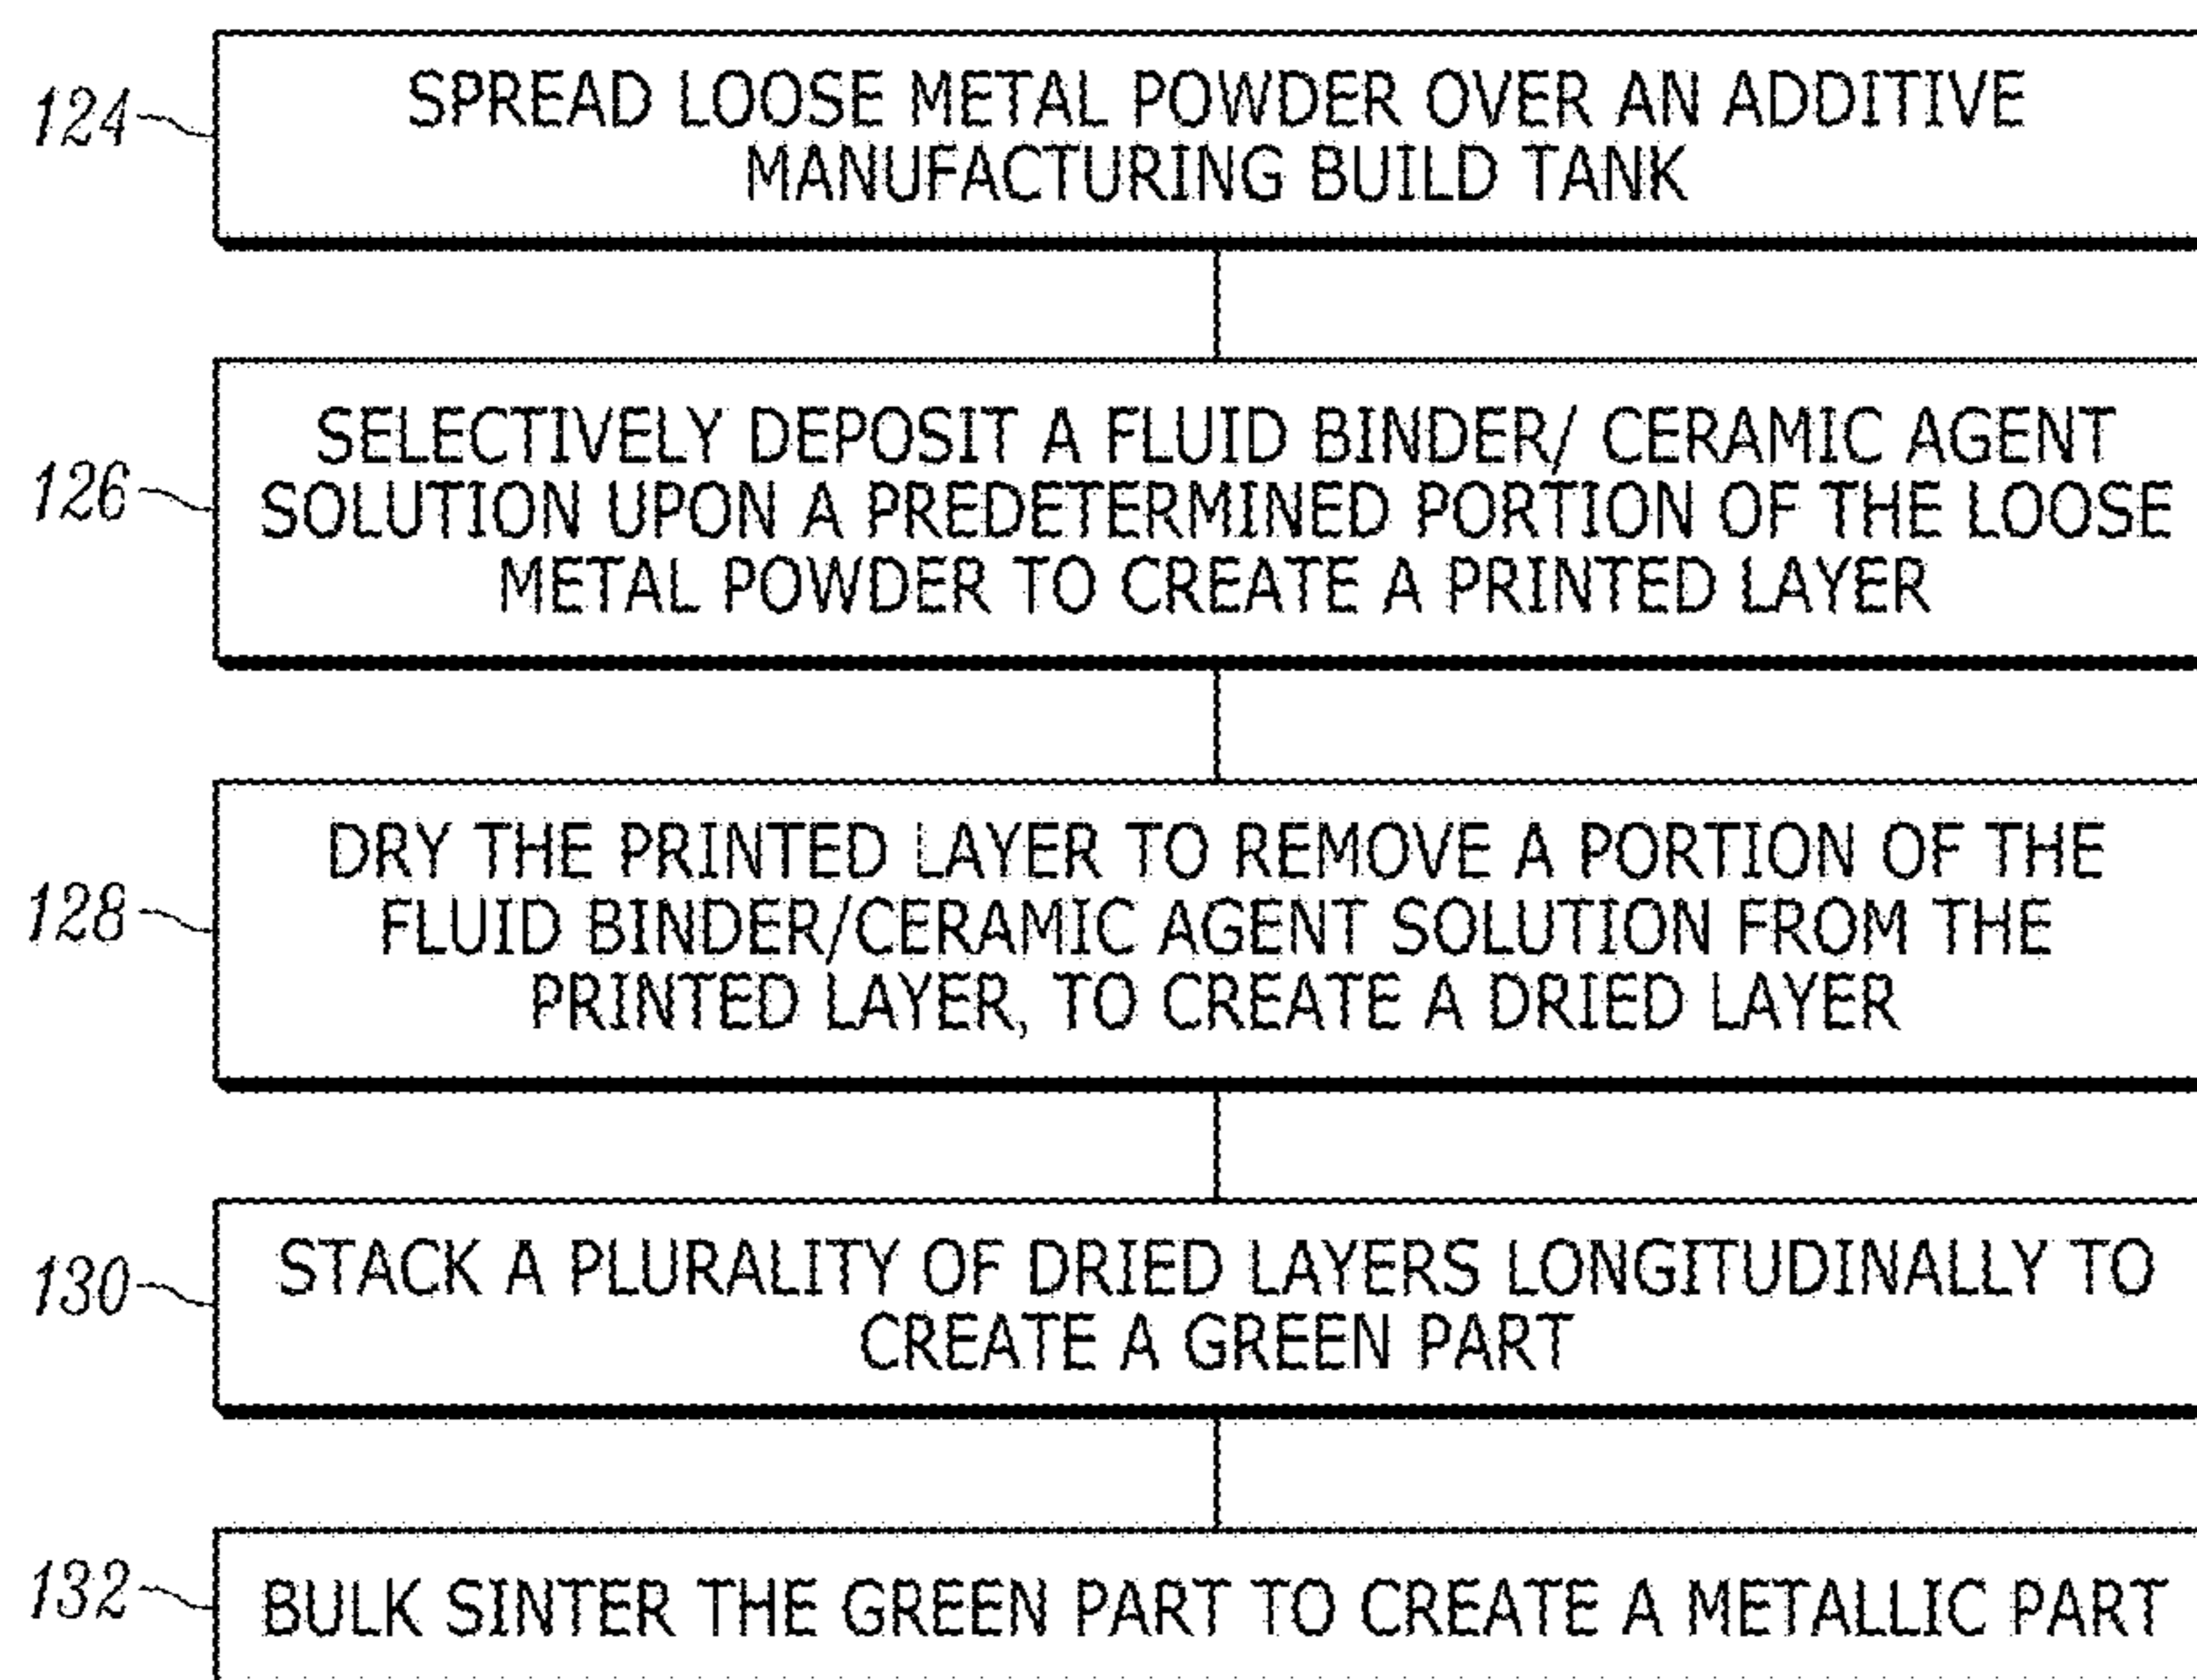 124
SPREAD LOOSE METAL POWDER OVER AN ADDITIVE
MANUFACTURING BUILD TANK
126
SELECTIVELY DEPOSIT A FLUID BINDER/ CERAMIC AGENT
SOLUTION UPON A PREDETERMINED PORTION OF THE LOOSE
METAL POWDER TO CREATE A PRINTED LAYER
128
DRY THE PRINTED LAYER TO REMOVE A PORTION OF THE
FLUID BINDER/CERAMIC AGENT SOLUTION FROM THE
PRINTED LAYER, TO CREATE A DRIED LAYER
130
STACK A PLURALITY OF DRIED LAYERS LONGITUDINALLY TO
CREATE A GREEN PART
132
BULK SINTER THE GREEN PART TO CREATE A METALLIC PART